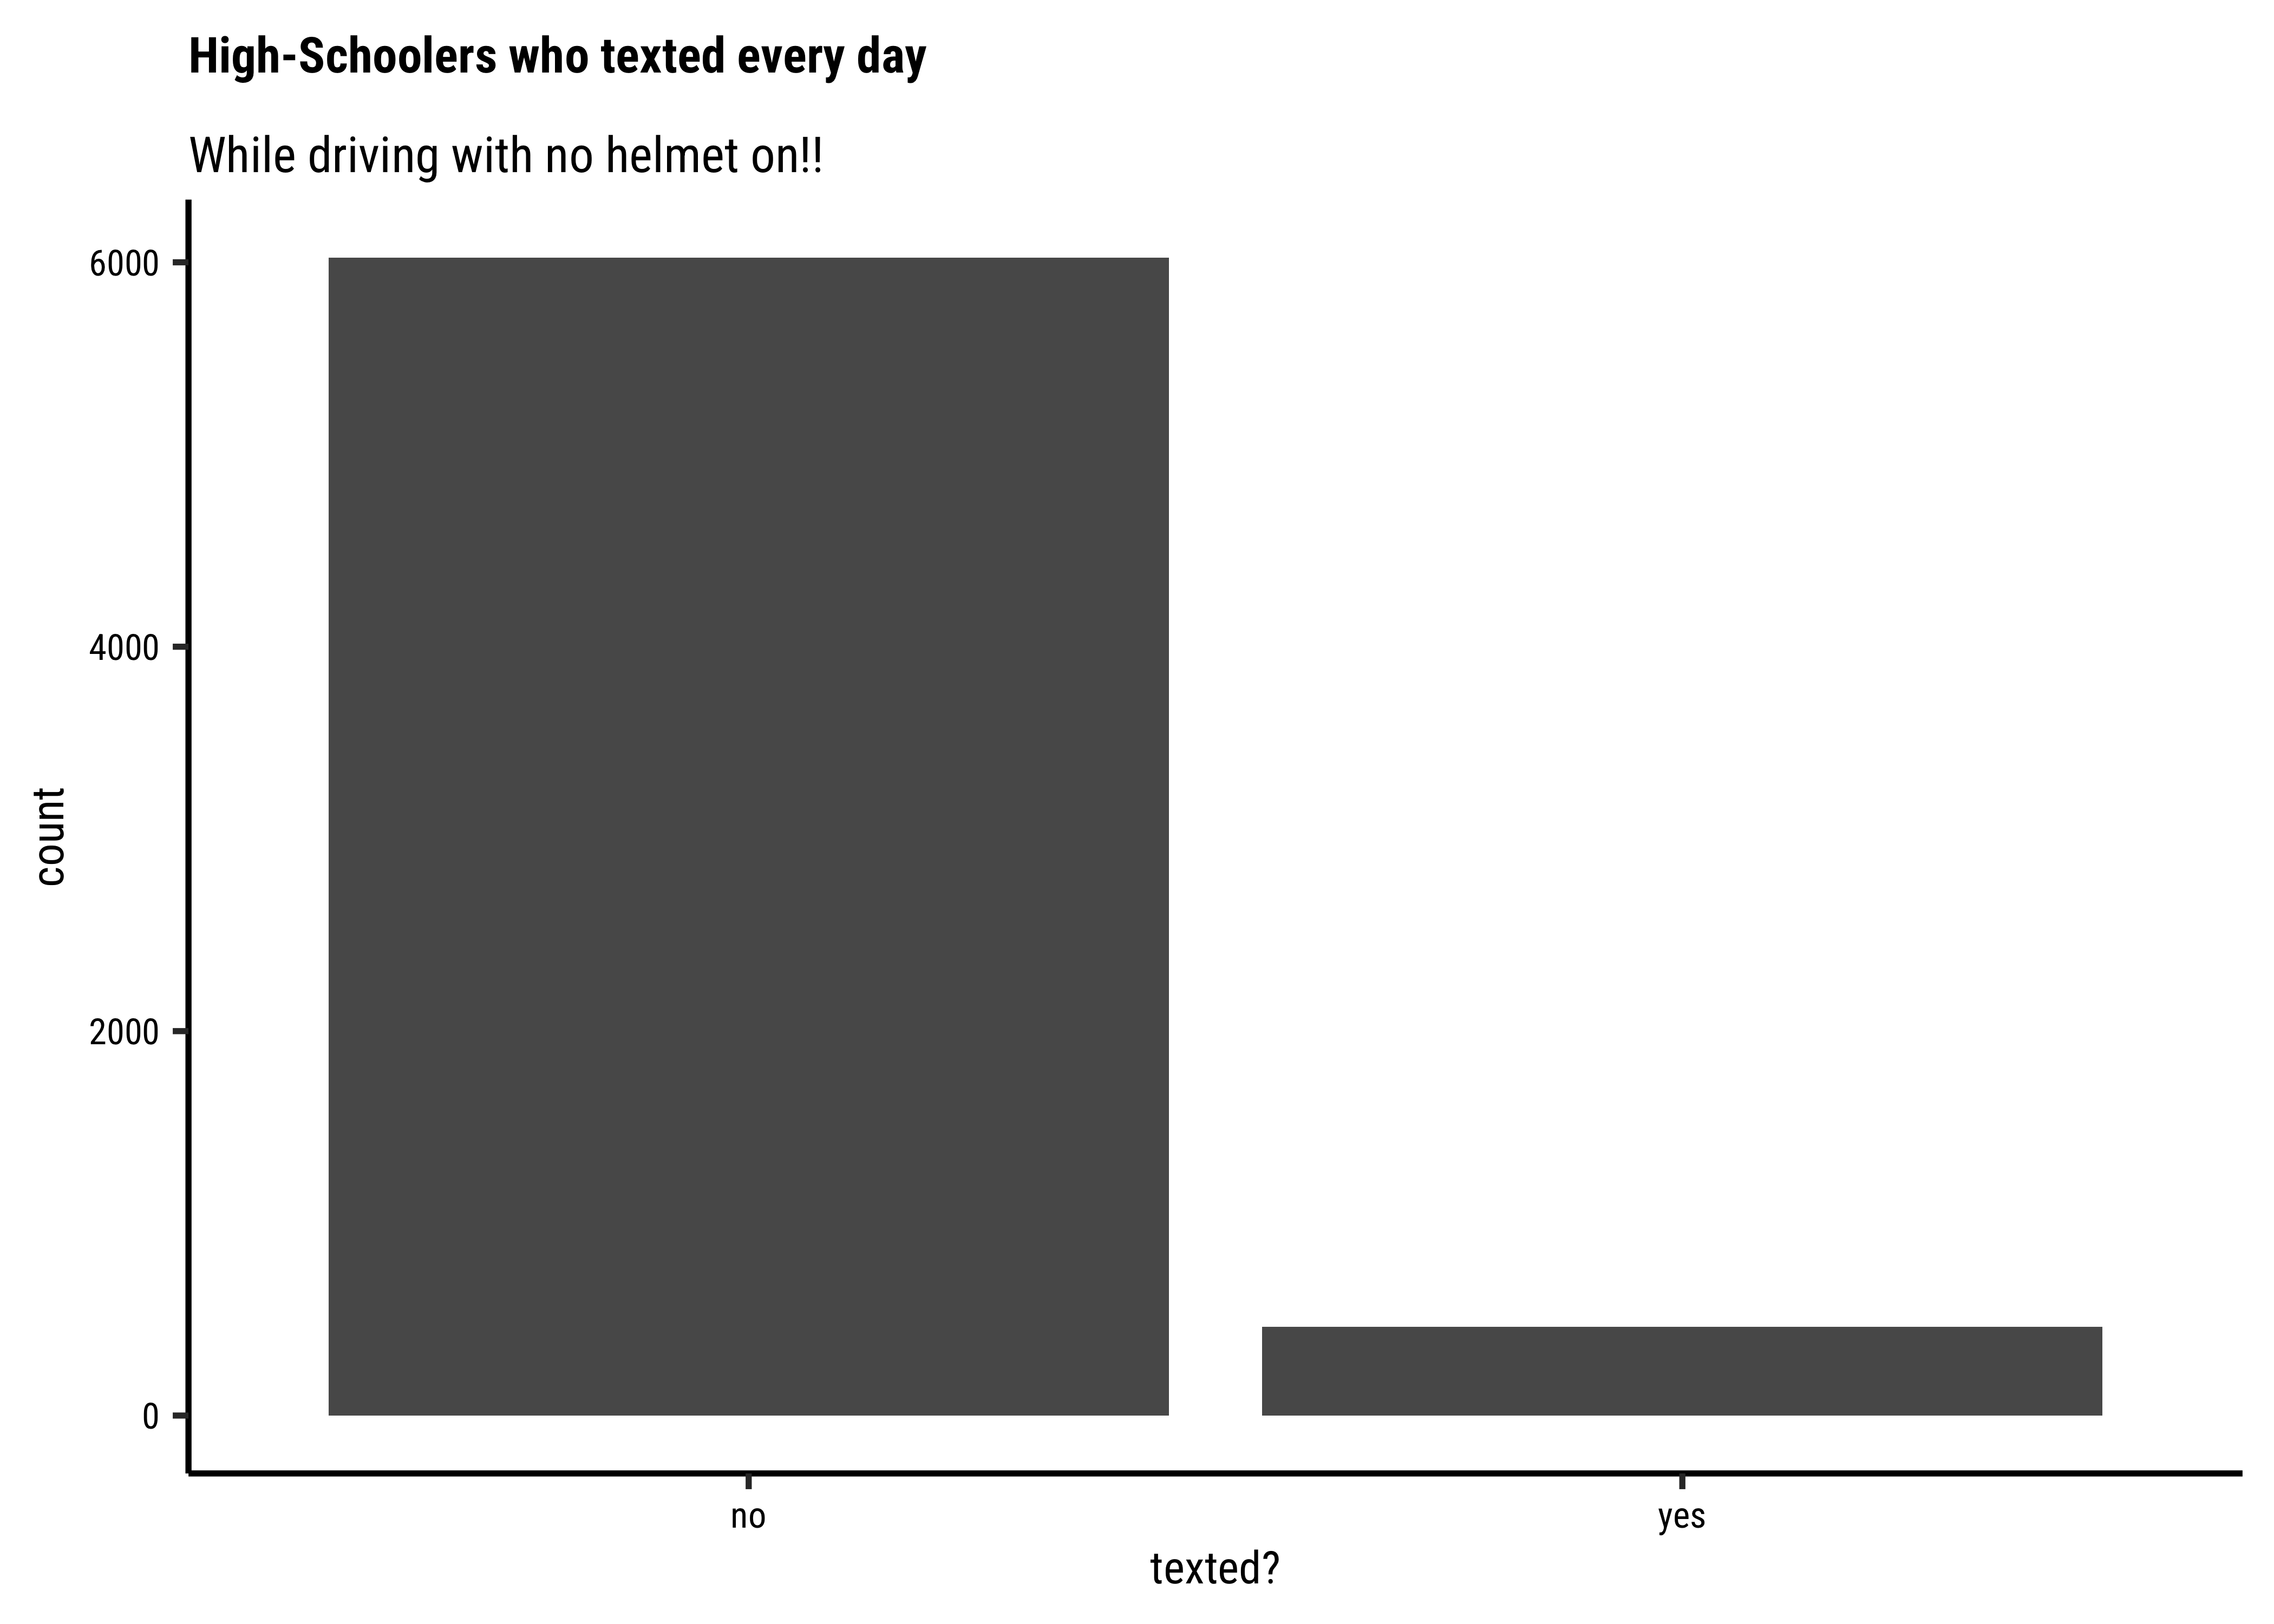 High-Schoolers who texted every day
While driving with no helmet on!!
6000
4000
2000
0
count
no
yes
texted?